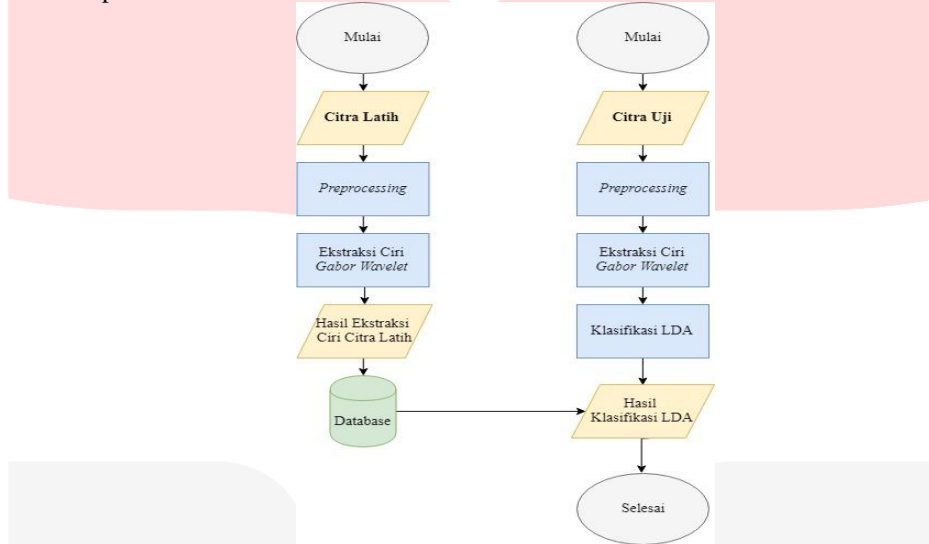 Mulai
Citra Latih
Preprocessing
Ekstraksi Ciri
Gabor Wavelet
Hasil Ekstraksi
Ciri Citra Latih
Database
Mulai
Citra Uji
Preprocessing
Ekstraksi Ciri
Gabor Wavelet
Klasifikasi LDA
Hasil
Klasifikasi LDA
Selesai